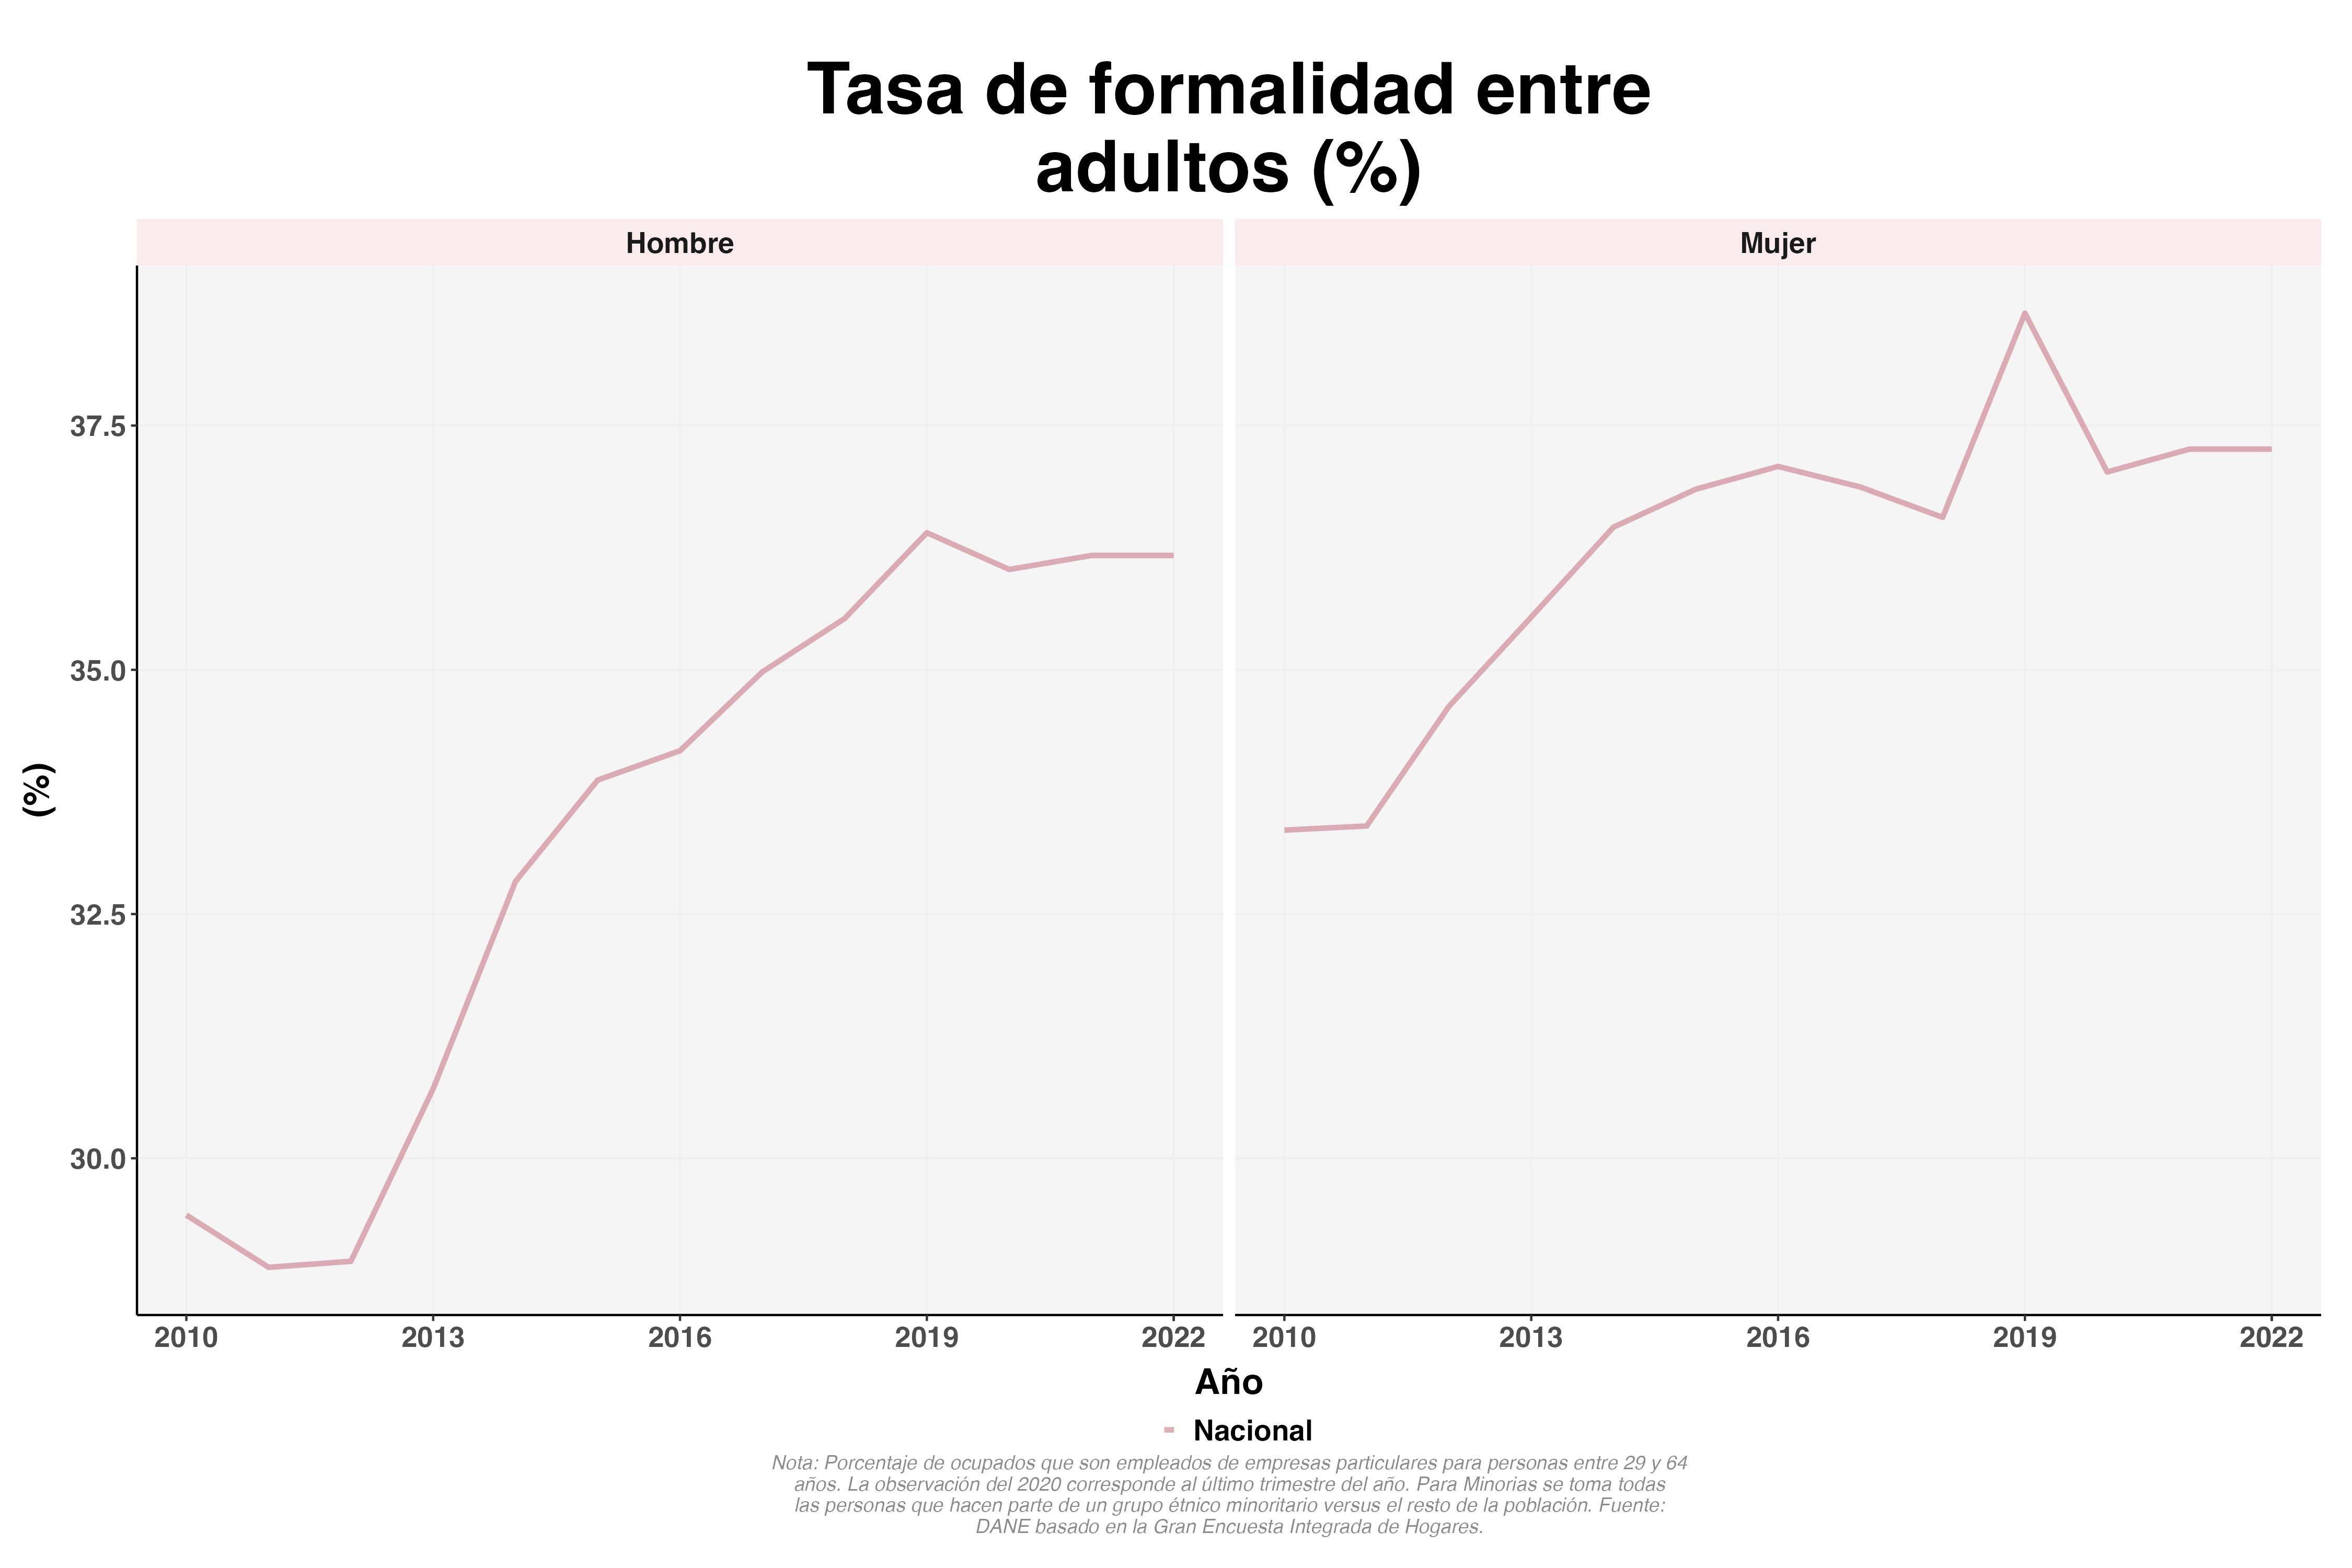 Tasa de formalidad entre
adultos (%)
Hombre
Mujer
37.5
35.0
32.5
30.0
(%)
2010 2013 2016 2019 2022
2010 2013 2016 2019 2022
Año
Nacional
Nota: Porcentaje de ocupados que son empleados de empresas particulares para personas entre 29 y 64
años. La observación del 2020 corresponde al último trimestre del año. Para Minorias se toma todas
las personas que hacen parte de un grupo étnico minoritario versus el resto de la población. Fuente:
DANE basado en la Gran Encuesta Integrada de Hogares.